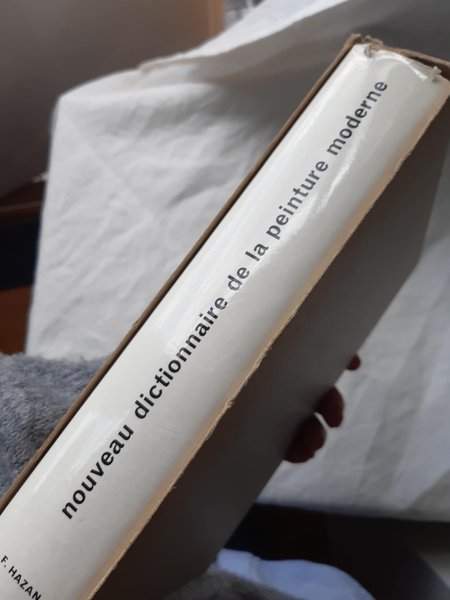 nouveau dictionnaire de la peinture moderne
F. HAZAN